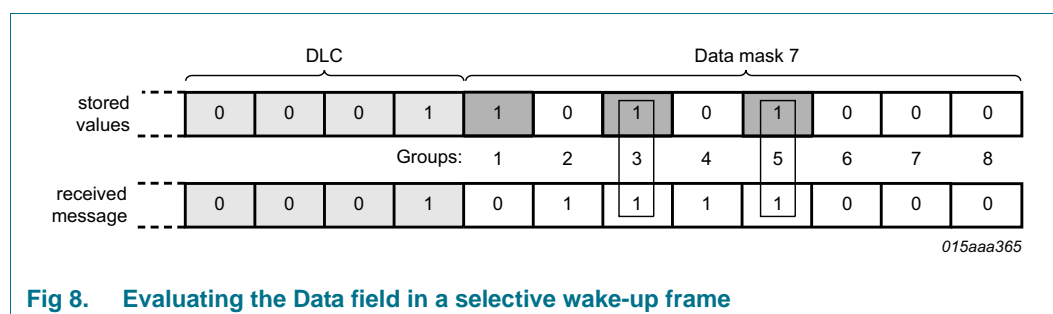 DLC Data mask 7
stored values 0 0 0 1 1 0 1 0 1 0 0 0
Groups: 1 2 3 4 5 6 7 8
received message 0 0 0 1 0 1 1 1 1 0 0 0
015aaa365
Fig 8. Evaluating the Data field in a selective wake-up frame